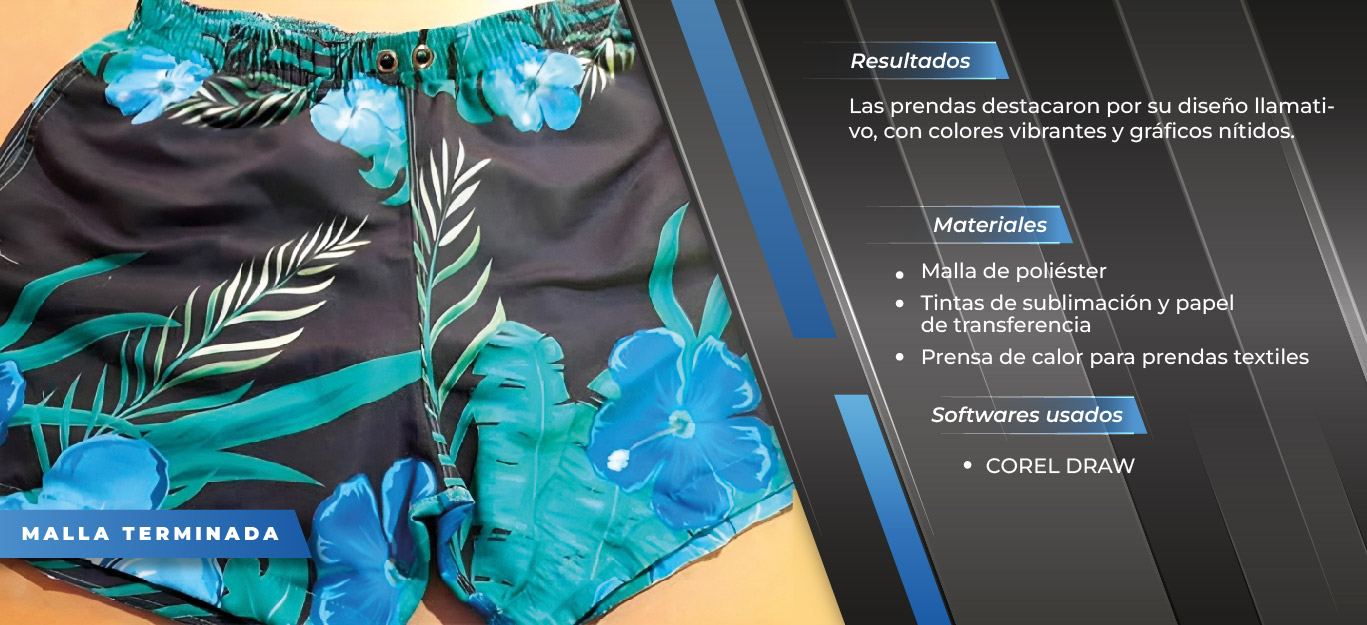 Resultados
Las prendas destacaron por su diseño llamati-
vo, con colores vibrantes y gráficos nítidos.
Materiales
• Malla de poliéster
• Tintas de sublimación y papel
de transferencia
• Prensa de calor para prendas textiles
Softwares usados
• COREL DRAW
MALLA TERMINADA